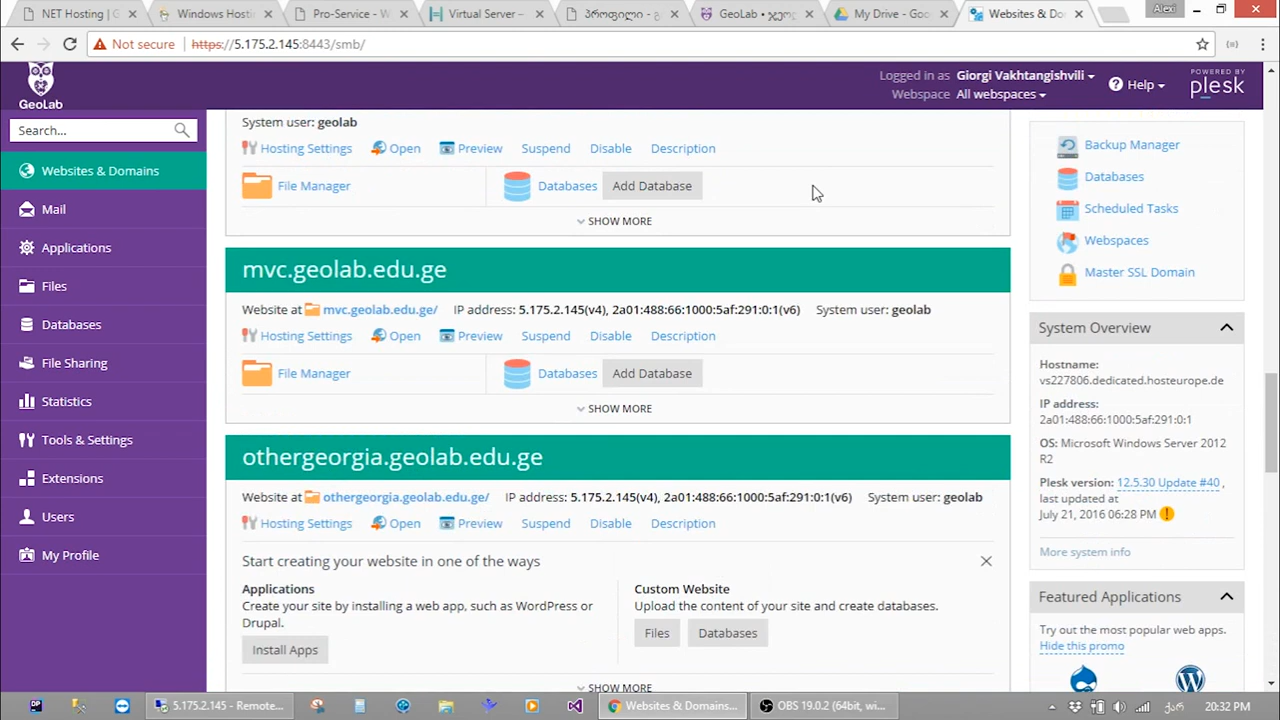 NET Hosting | G
Windows Hosti
Pro-Service - W
Virtual Server -
პროფილი - გ
GeoLab • ჯეოლ
My Drive - Goo
Websites & Do
Alexi
Not secure https://5.175.2.145:8443/smb/
GeoLab
Logged in as Giorgi Vakhtangishvili
Webspace All webspaces
Help
POWERED BY
plesk
Search...
Websites & Domains
Mail
Applications
Files
Databases
File Sharing
Statistics
Tools & Settings
Extensions
Users
My Profile
System user: geolab
Hosting Settings Open Preview Suspend Disable Description
File Manager Databases Add Database
SHOW MORE
mvc.geolab.edu.ge
Website at mvc.geolab.edu.ge/ IP address: 5.175.2.145(v4), 2a01:488:66:1000:5af:291:0:1(v6) System user: geolab
Hosting Settings Open Preview Suspend Disable Description
File Manager Databases Add Database
SHOW MORE
othergeorgia.geolab.edu.ge
Website at othergeorgia.geolab.edu.ge/ IP address: 5.175.2.145(v4), 2a01:488:66:1000:5af:291:0:1(v6) System user: geolab
Hosting Settings Open Preview Suspend Disable Description
Start creating your website in one of the ways
Applications
Create your site by installing a web app, such as WordPress or
Drupal.
Install Apps
Custom Website
Upload the content of your site and create databases.
Files Databases
SHOW MORE
Backup Manager
Databases
Scheduled Tasks
Webspaces
Master SSL Domain
System Overview
Hostname:
vs227806.dedicated.hosteurope.de
IP address:
2a01:488:66:1000:5af:291:0:1
OS: Microsoft Windows Server 2012
R2
Plesk version: 12.5.30 Update #40 ,
last updated at
July 21, 2016 06:28 PM
More system info
Featured Applications
Try out the most popular web apps.
Hide this promo
5.175.2.145 - Remote...
Websites & Domains...
OBS 19.0.2 (64bit, wi...
ქარ
20:32 PM